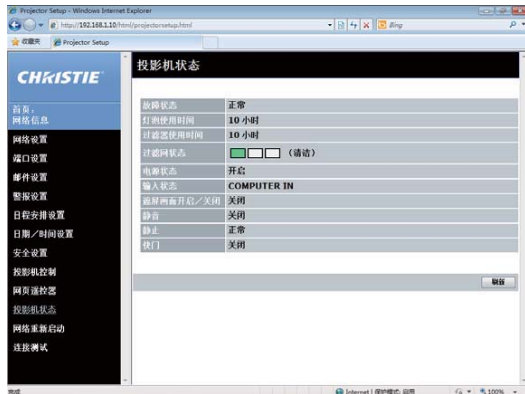 Projector Setup - Windows Internet Explorer
http://192.168.1.10/html/projectorsetup.html
Bing
收藏夹 Projector Setup
CHRISTIE
投影机状态
首页:
网络信息
网络设置
端口设置
邮件设置
警报设置
日程安排设置
日期／时间设置
安全设置
投影机控制
网页遥控器
投影机状态
网络重新启动
连接测试
故障状态 正常
灯泡使用时间 10 小时
过滤器使用时间 10 小时
过滤网状态 （清洁）
电源状态 开启
输入状态 COMPUTER IN
源屏画面开启／关闭 关闭
静音 关闭
静止 正常
快门 关闭
刷新
完成 Internet | 保护模式: 启用 100%